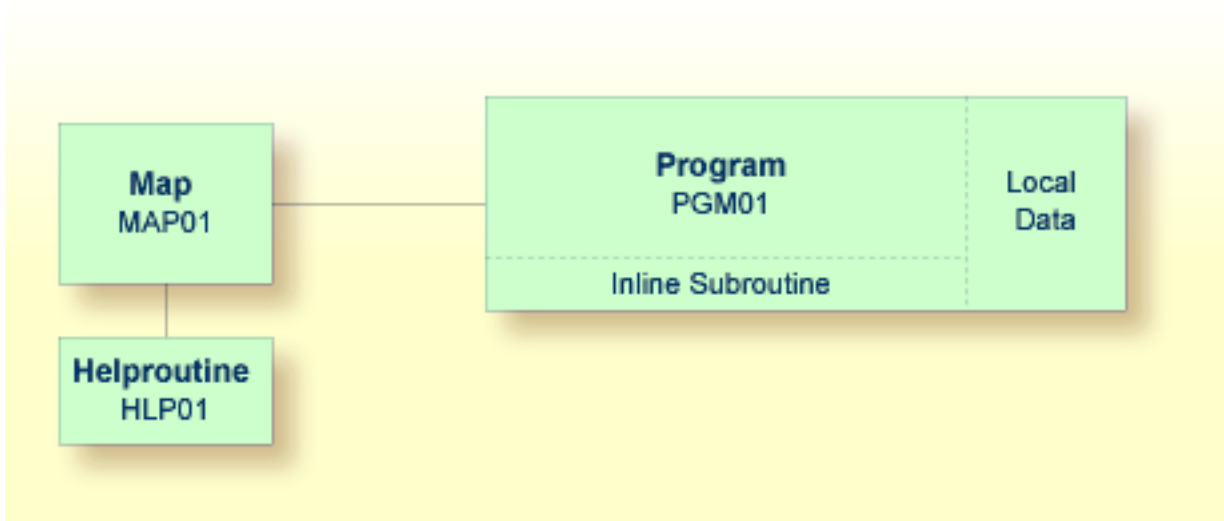 Map
MAP01
Program
PGM01
Local
Data
Inline Subroutine
Helproutine
HLP01